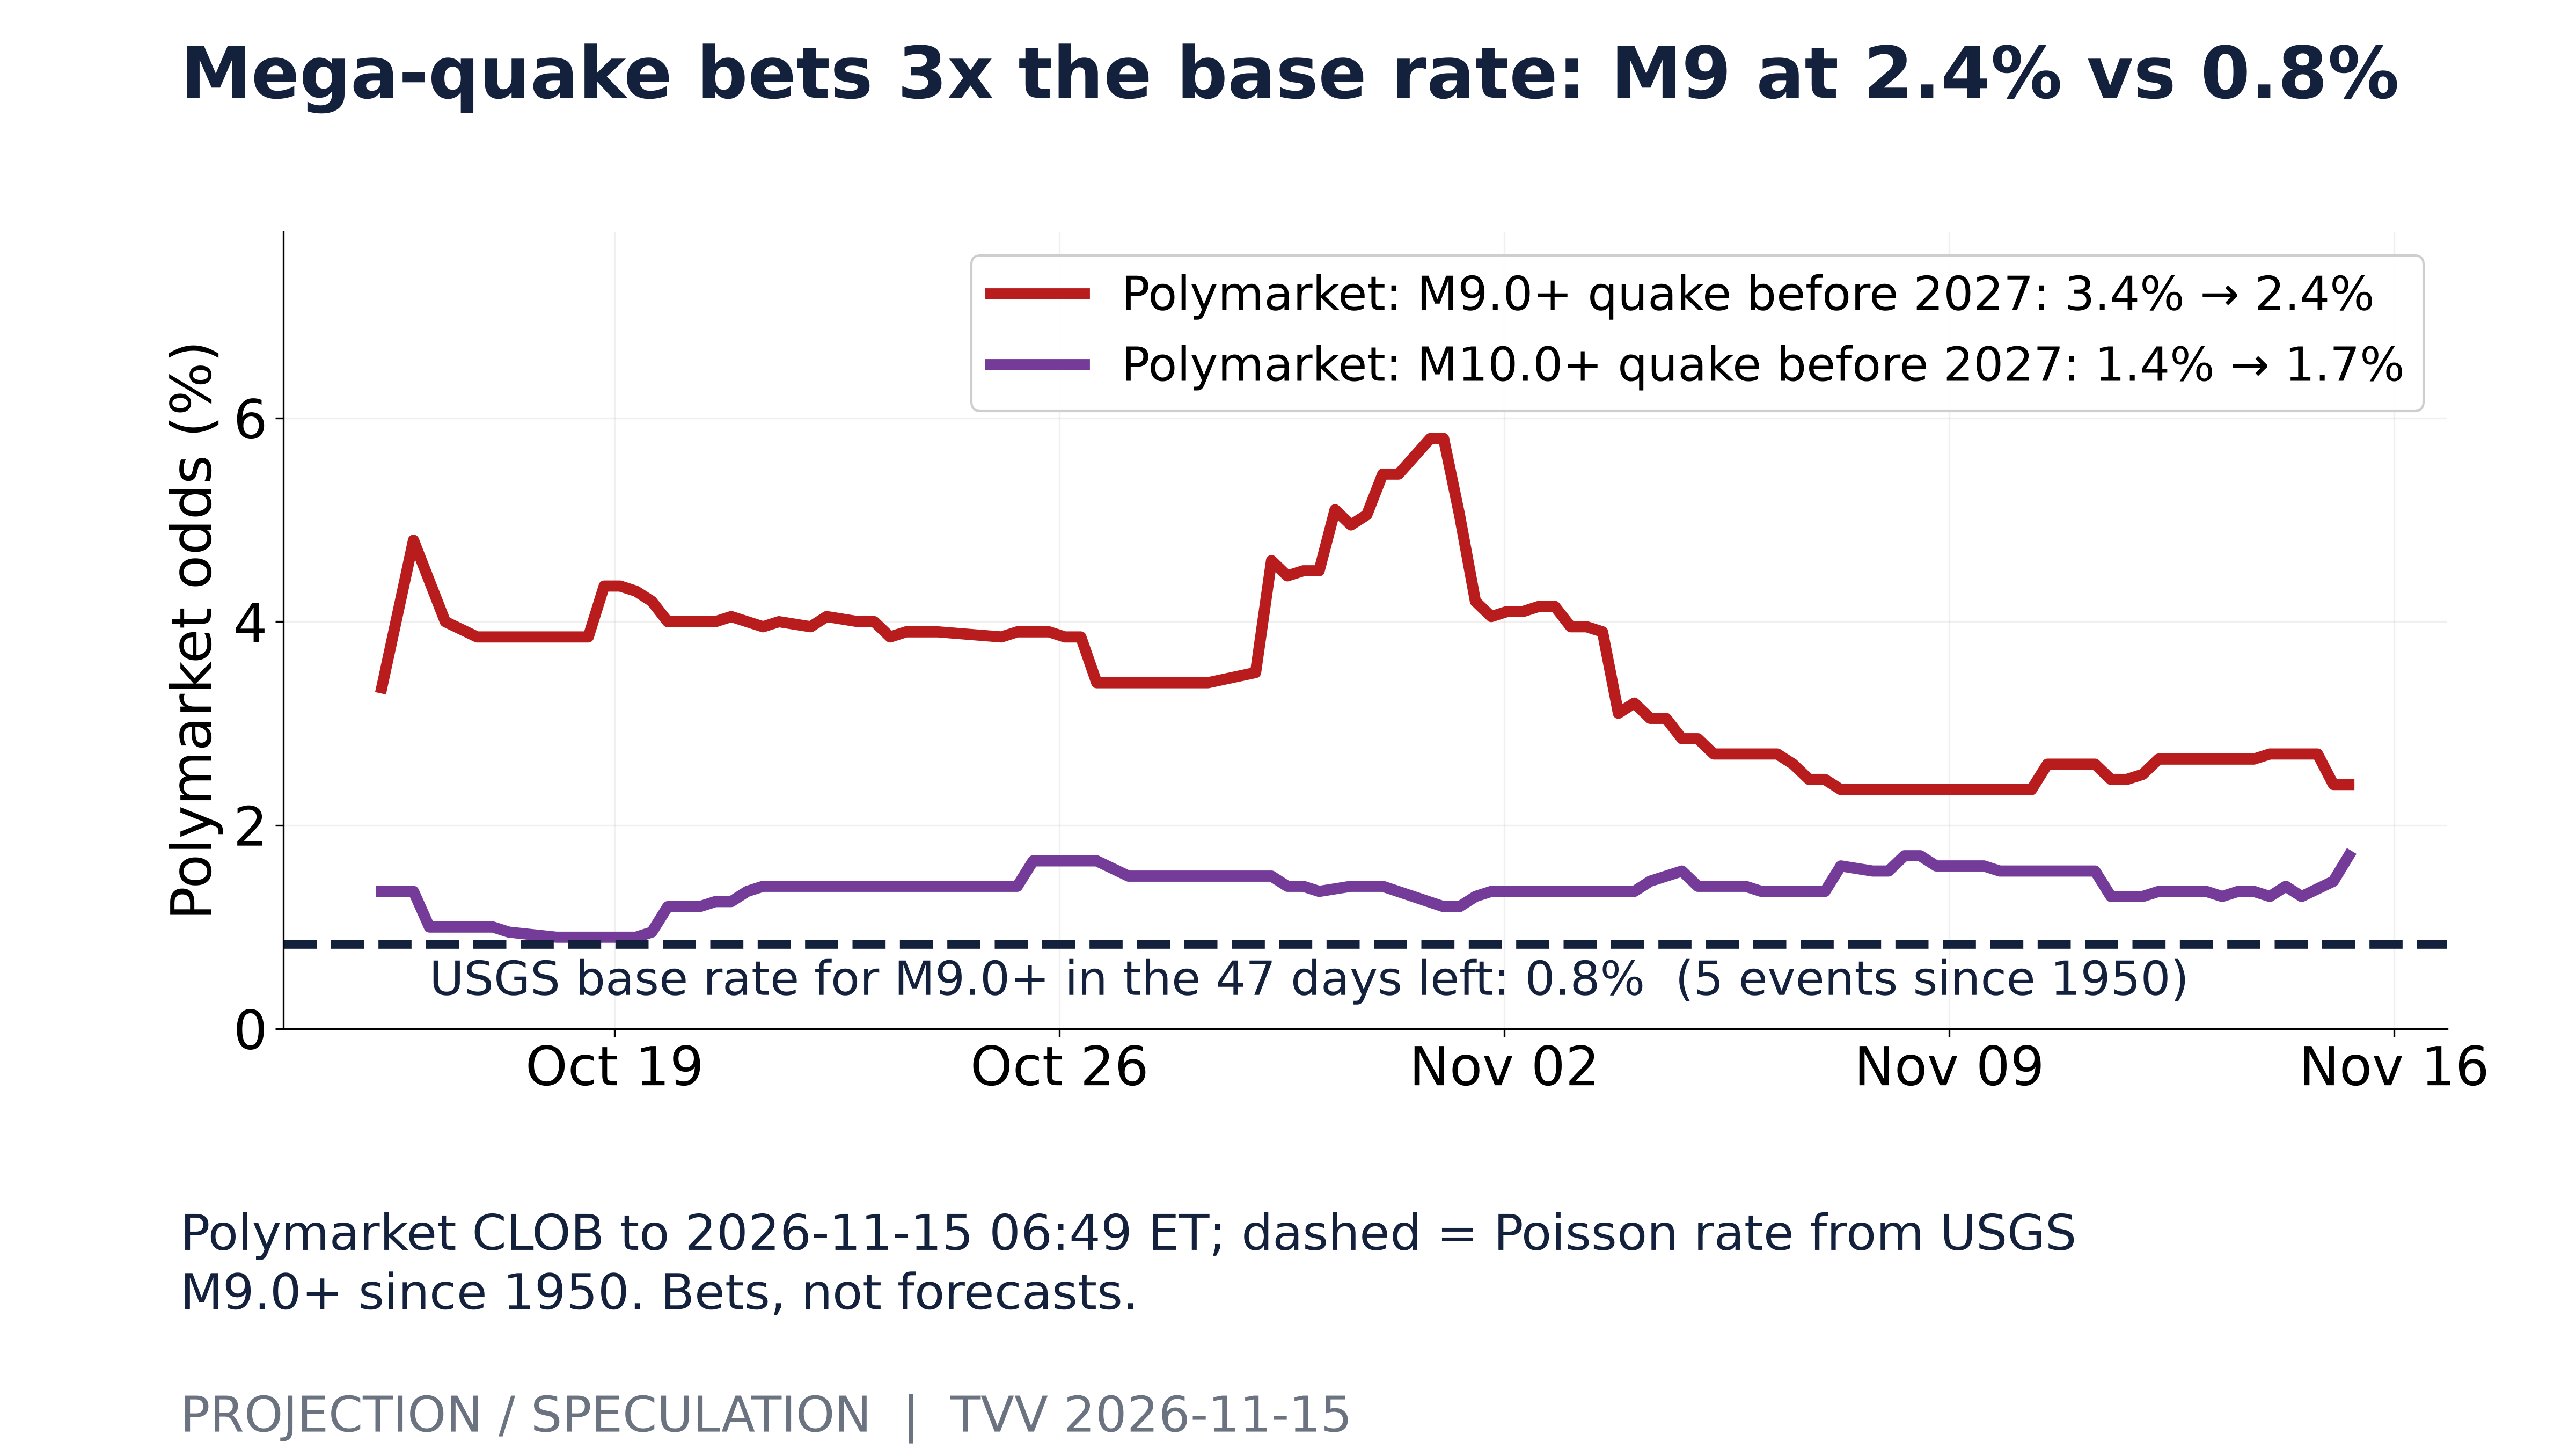 Mega-quake bets 3x the base rate: M9 at 2.4% vs 0.8%
Polymarket: M9.0+ quake before 2027: 3.4% → 2.4%
Polymarket: M10.0+ quake before 2027: 1.4% → 1.7%
Polymarket odds (%)
6
4
2
0
USGS base rate for M9.0+ in the 47 days left: 0.8%  (5 events since 1950)
Oct 19
Oct 26
Nov 02
Nov 09
Nov 16
Polymarket CLOB to 2026-11-15 06:49 ET; dashed = Poisson rate from USGS
M9.0+ since 1950. Bets, not forecasts.
PROJECTION / SPECULATION  |  TVV 2026-11-15